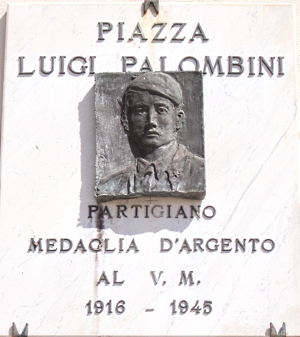 PIAZZA
LUIGI PALOMBINI
PARTIGIANO
MEDAGLIA D'ARGENTO
AL V. M.
1916 - 1945